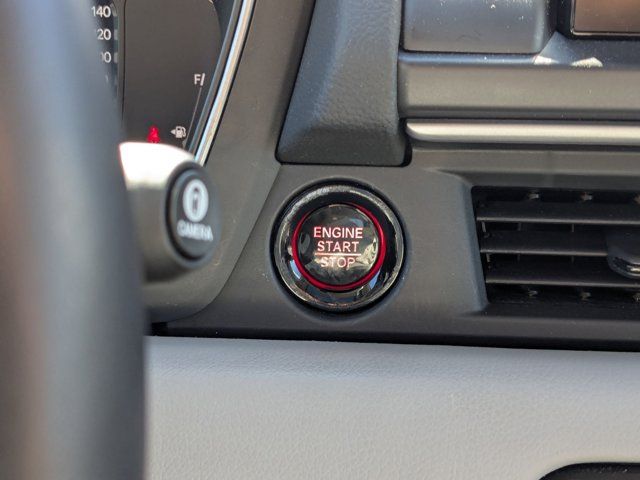 140
120
100
F/
CAMERA
ENGINE
START
STOP